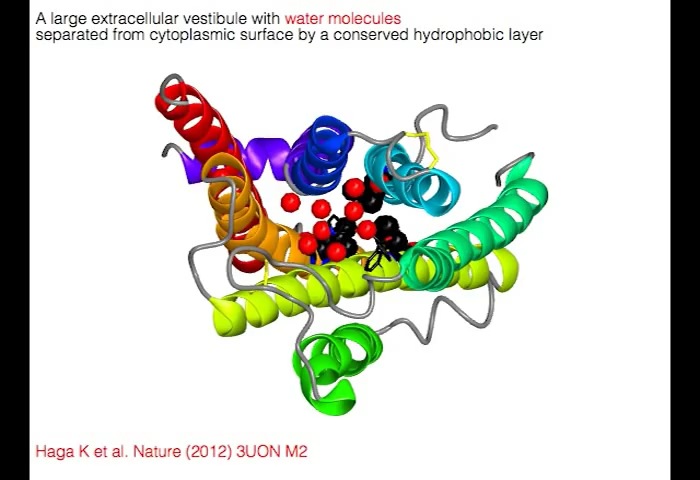 A large extracellular vestibule with water molecules
separated from cytoplasmic surface by a conserved hydrophobic layer
Haga K et al. Nature (2012) 3UON M2